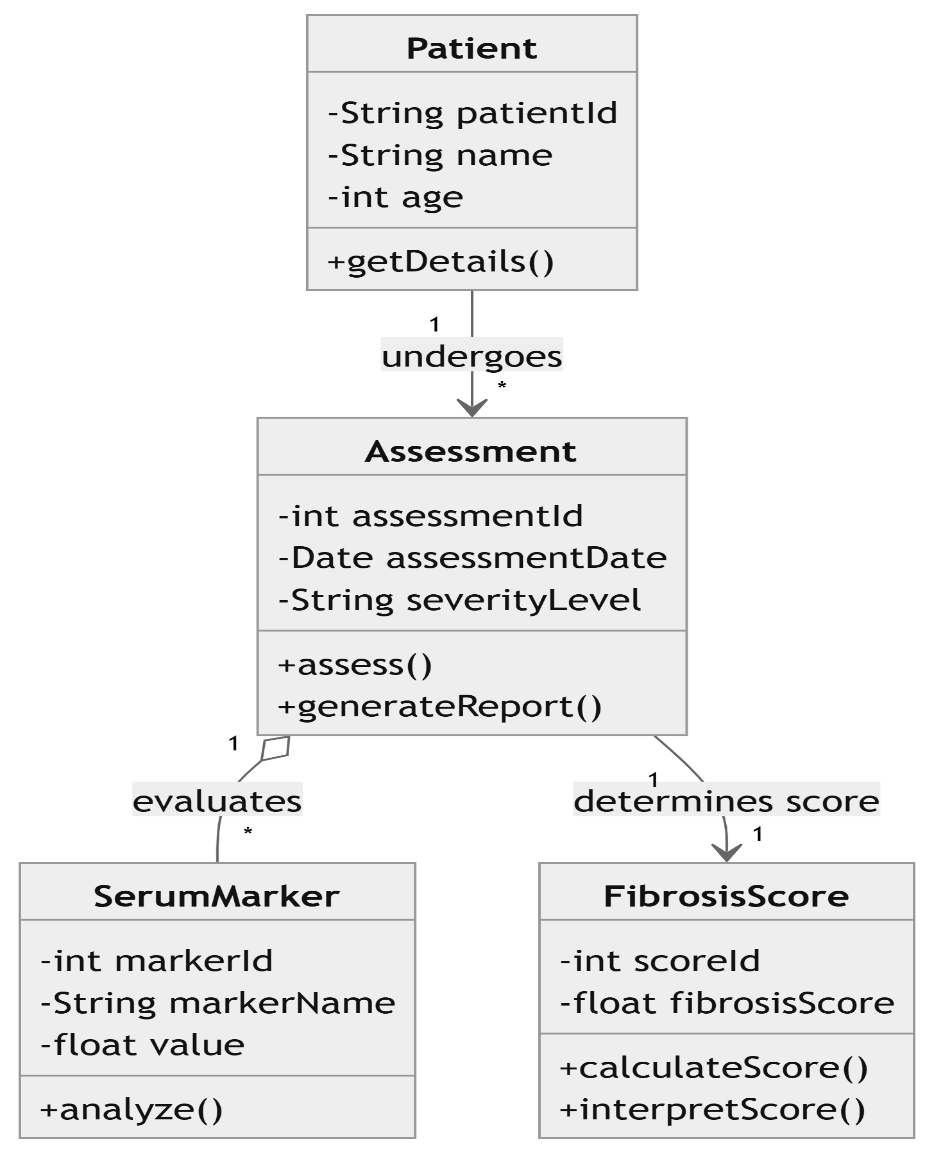 Patient
-String patientId
-String name
-int age
+getDetails()
1
undergoes
*
Assessment
-int assessmentId
-Date assessmentDate
-String severityLevel
+assess()
+generateReport()
1
evaluates
*
1
determines score
1
SerumMarker
-int markerId
-String markerName
-float value
+analyze()
FibrosisScore
-int scoreId
-float fibrosisScore
+calculateScore()
+interpretScore()